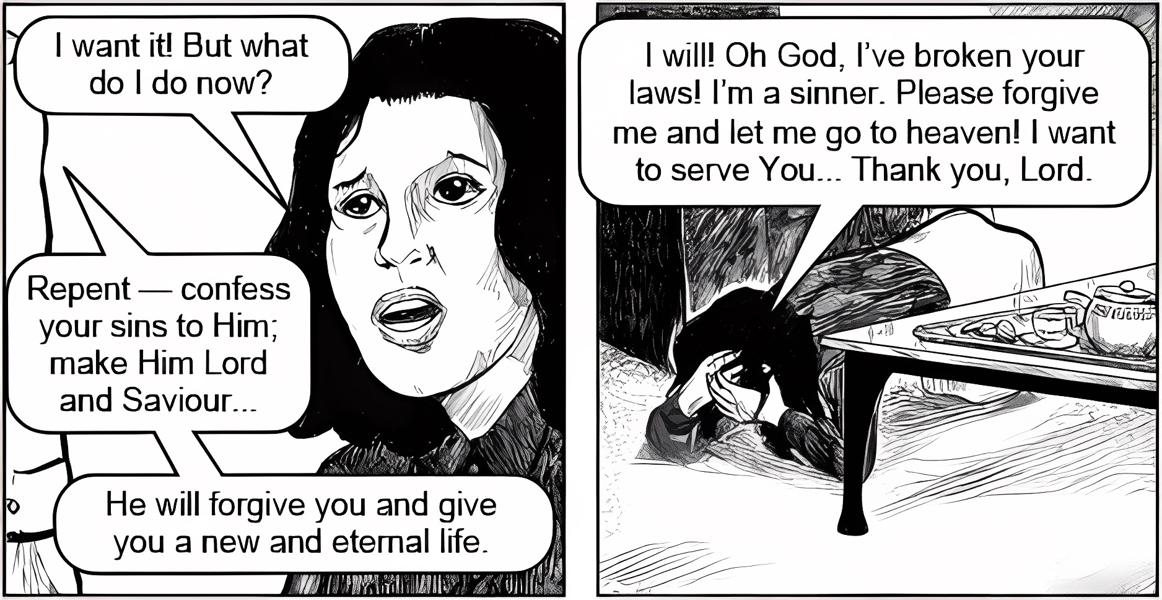 I want it! But what
do I do now?
Repent — confess
your sins to Him;
make Him Lord
and Saviour...
He will forgive you and give
you a new and eternal life.
I will! Oh God, I've broken your
laws! I'm a sinner. Please forgive
me and let me go to heaven! I want
to serve You... Thank you, Lord.